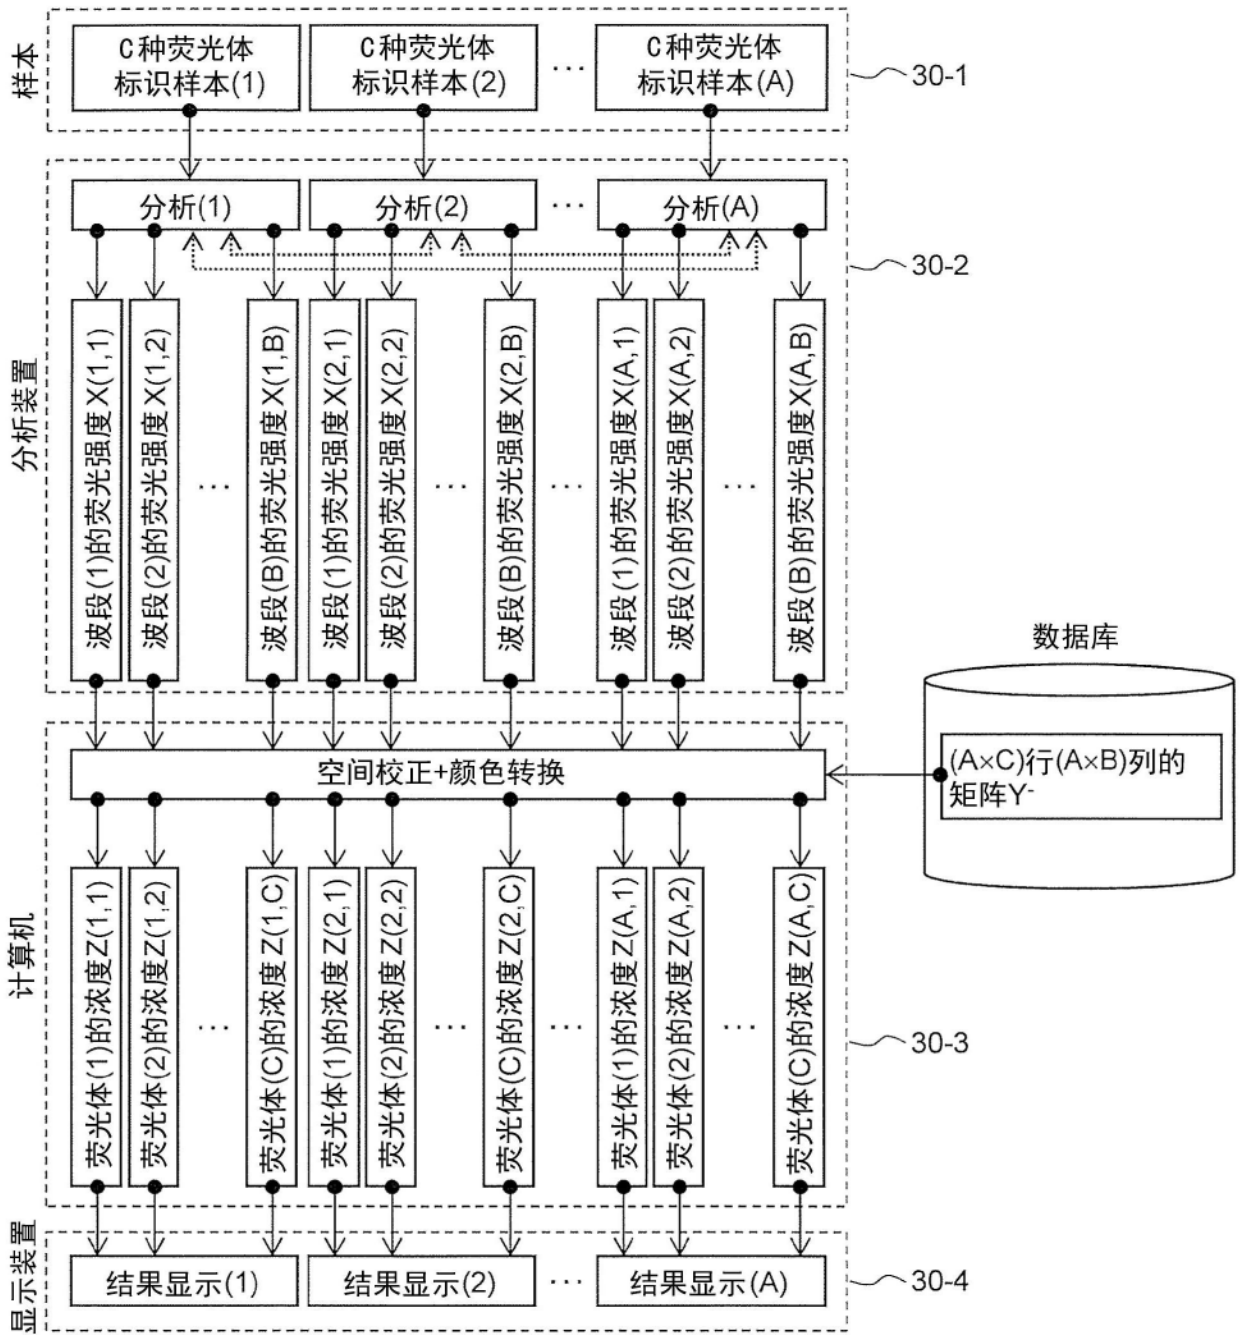 样本
C种荧光体
标识样本(1)
C种荧光体
标识样本(2)
...
C种荧光体
标识样本(A)
30-1
分析装置
分析(1)
分析(2)
...
分析(A)
30-2
波段(1)的荧光强度X(1,1)
波段(2)的荧光强度X(1,2)
...
波段(B)的荧光强度X(1,B)
波段(1)的荧光强度X(2,1)
波段(2)的荧光强度X(2,2)
...
波段(B)的荧光强度X(2,B)
...
波段(1)的荧光强度X(A,1)
波段(2)的荧光强度X(A,2)
...
波段(B)的荧光强度X(A,B)
数据库
(A×C)行(A×B)列的
矩阵Y⁻
计算机
空间校正+颜色转换
荧光体(1)的浓度Z(1,1)
荧光体(2)的浓度Z(1,2)
...
荧光体(C)的浓度Z(1,C)
荧光体(1)的浓度Z(2,1)
荧光体(2)的浓度Z(2,2)
...
荧光体(C)的浓度Z(2,C)
...
荧光体(1)的浓度Z(A,1)
荧光体(2)的浓度Z(A,2)
...
荧光体(C)的浓度Z(A,C)
30-3
显示装置
结果显示(1)
结果显示(2)
...
结果显示(A)
30-4